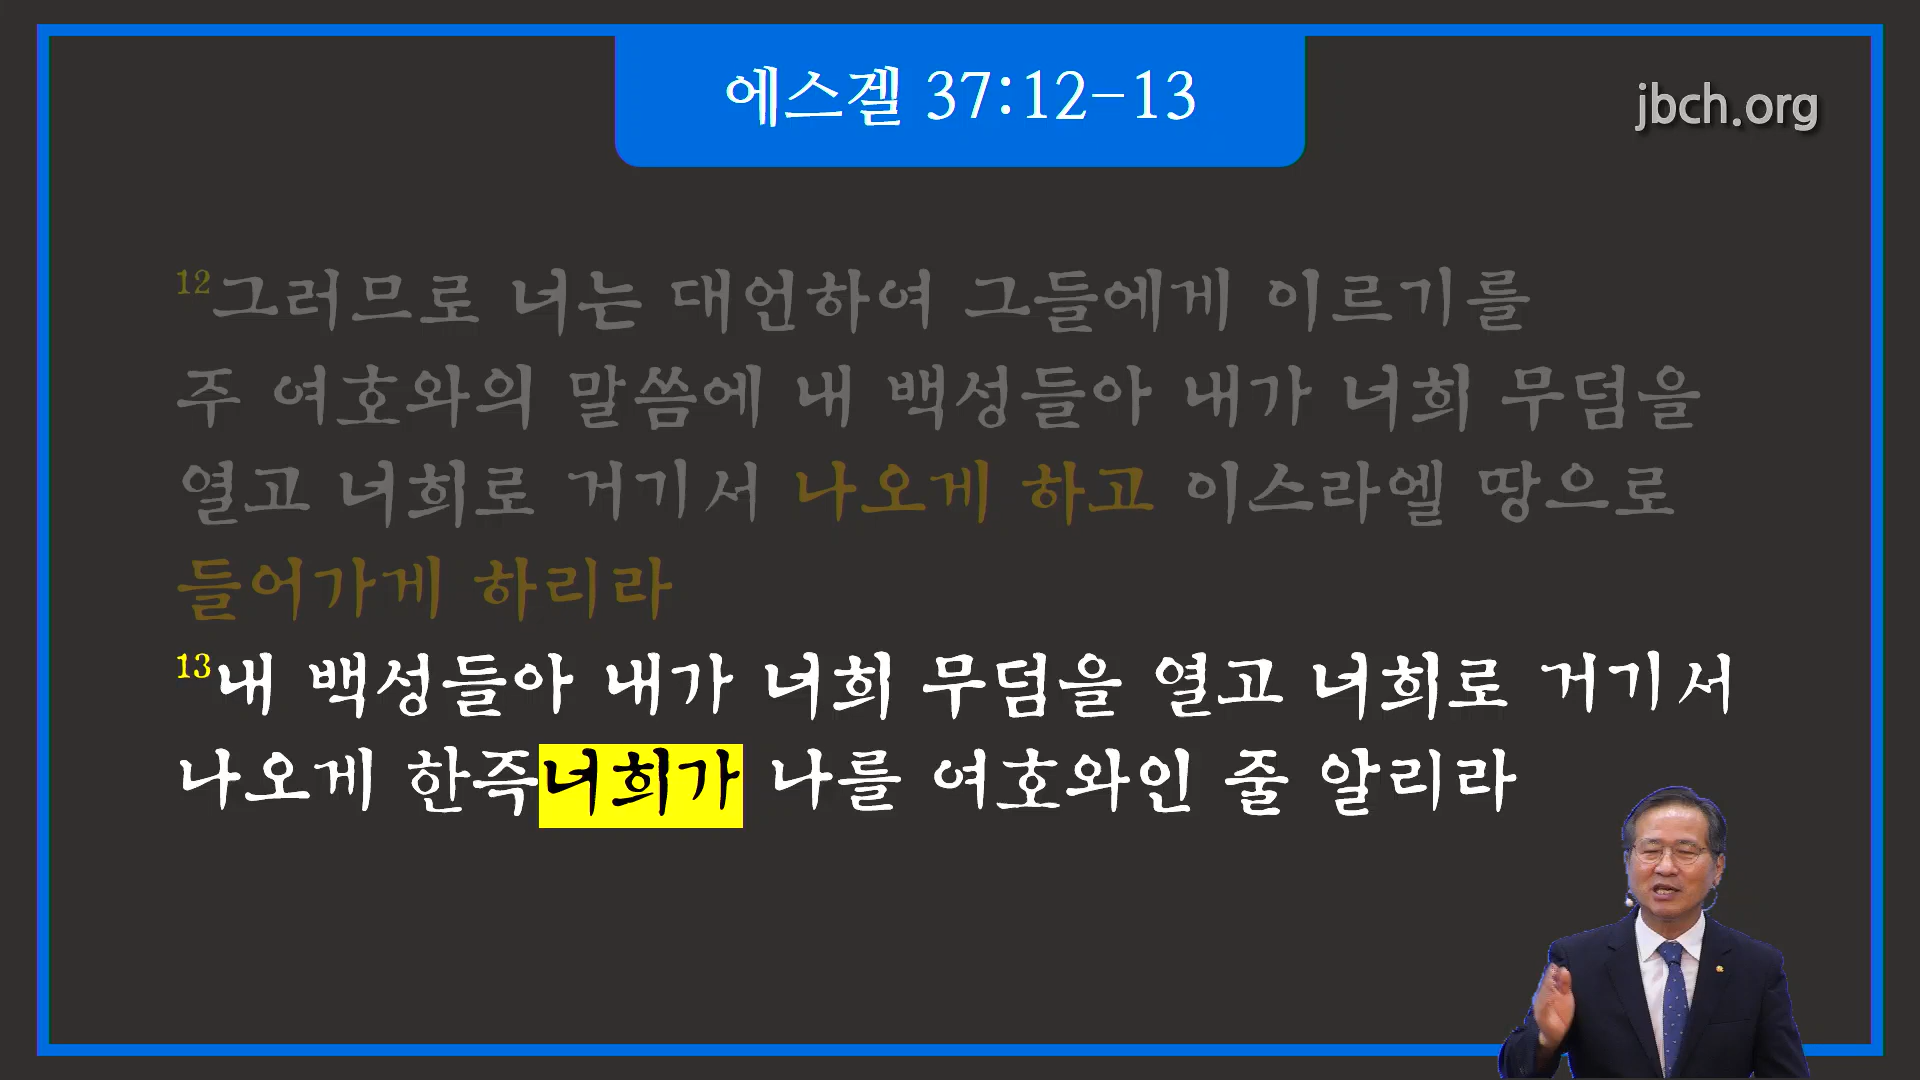 에스겔 37:12-13
jbch.org
12그러므로 너는 대언하여 그들에게 이르기를
주 여호와의 말씀에 내 백성들아 내가 너희 무덤을
열고 너희로 거기서 나오게 하고 이스라엘 땅으로
들어가게 하리라
13내 백성들아 내가 너희 무덤을 열고 너희로 거기서
나오게 한즉너희가 나를 여호와인 줄 알리라